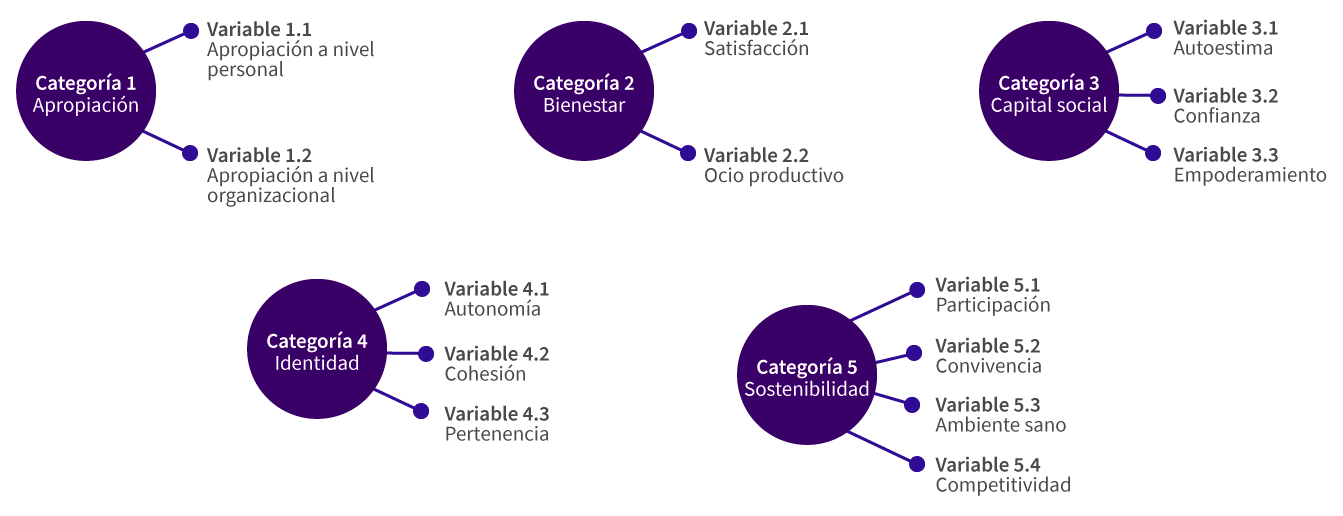 Categoría 1
Apropiación
Variable 1.1
Apropiación a nivel
personal
Variable 1.2
Apropiación a nivel
organizacional
Categoría 2
Bienestar
Variable 2.1
Satisfacción
Variable 2.2
Ocio productivo
Categoría 3
Capital social
Variable 3.1
Autoestima
Variable 3.2
Confianza
Variable 3.3
Empoderamiento
Categoría 4
Identidad
Variable 4.1
Autonomía
Variable 4.2
Cohesión
Variable 4.3
Pertenencia
Categoría 5
Sostenibilidad
Variable 5.1
Participación
Variable 5.2
Convivencia
Variable 5.3
Ambiente sano
Variable 5.4
Competitividad